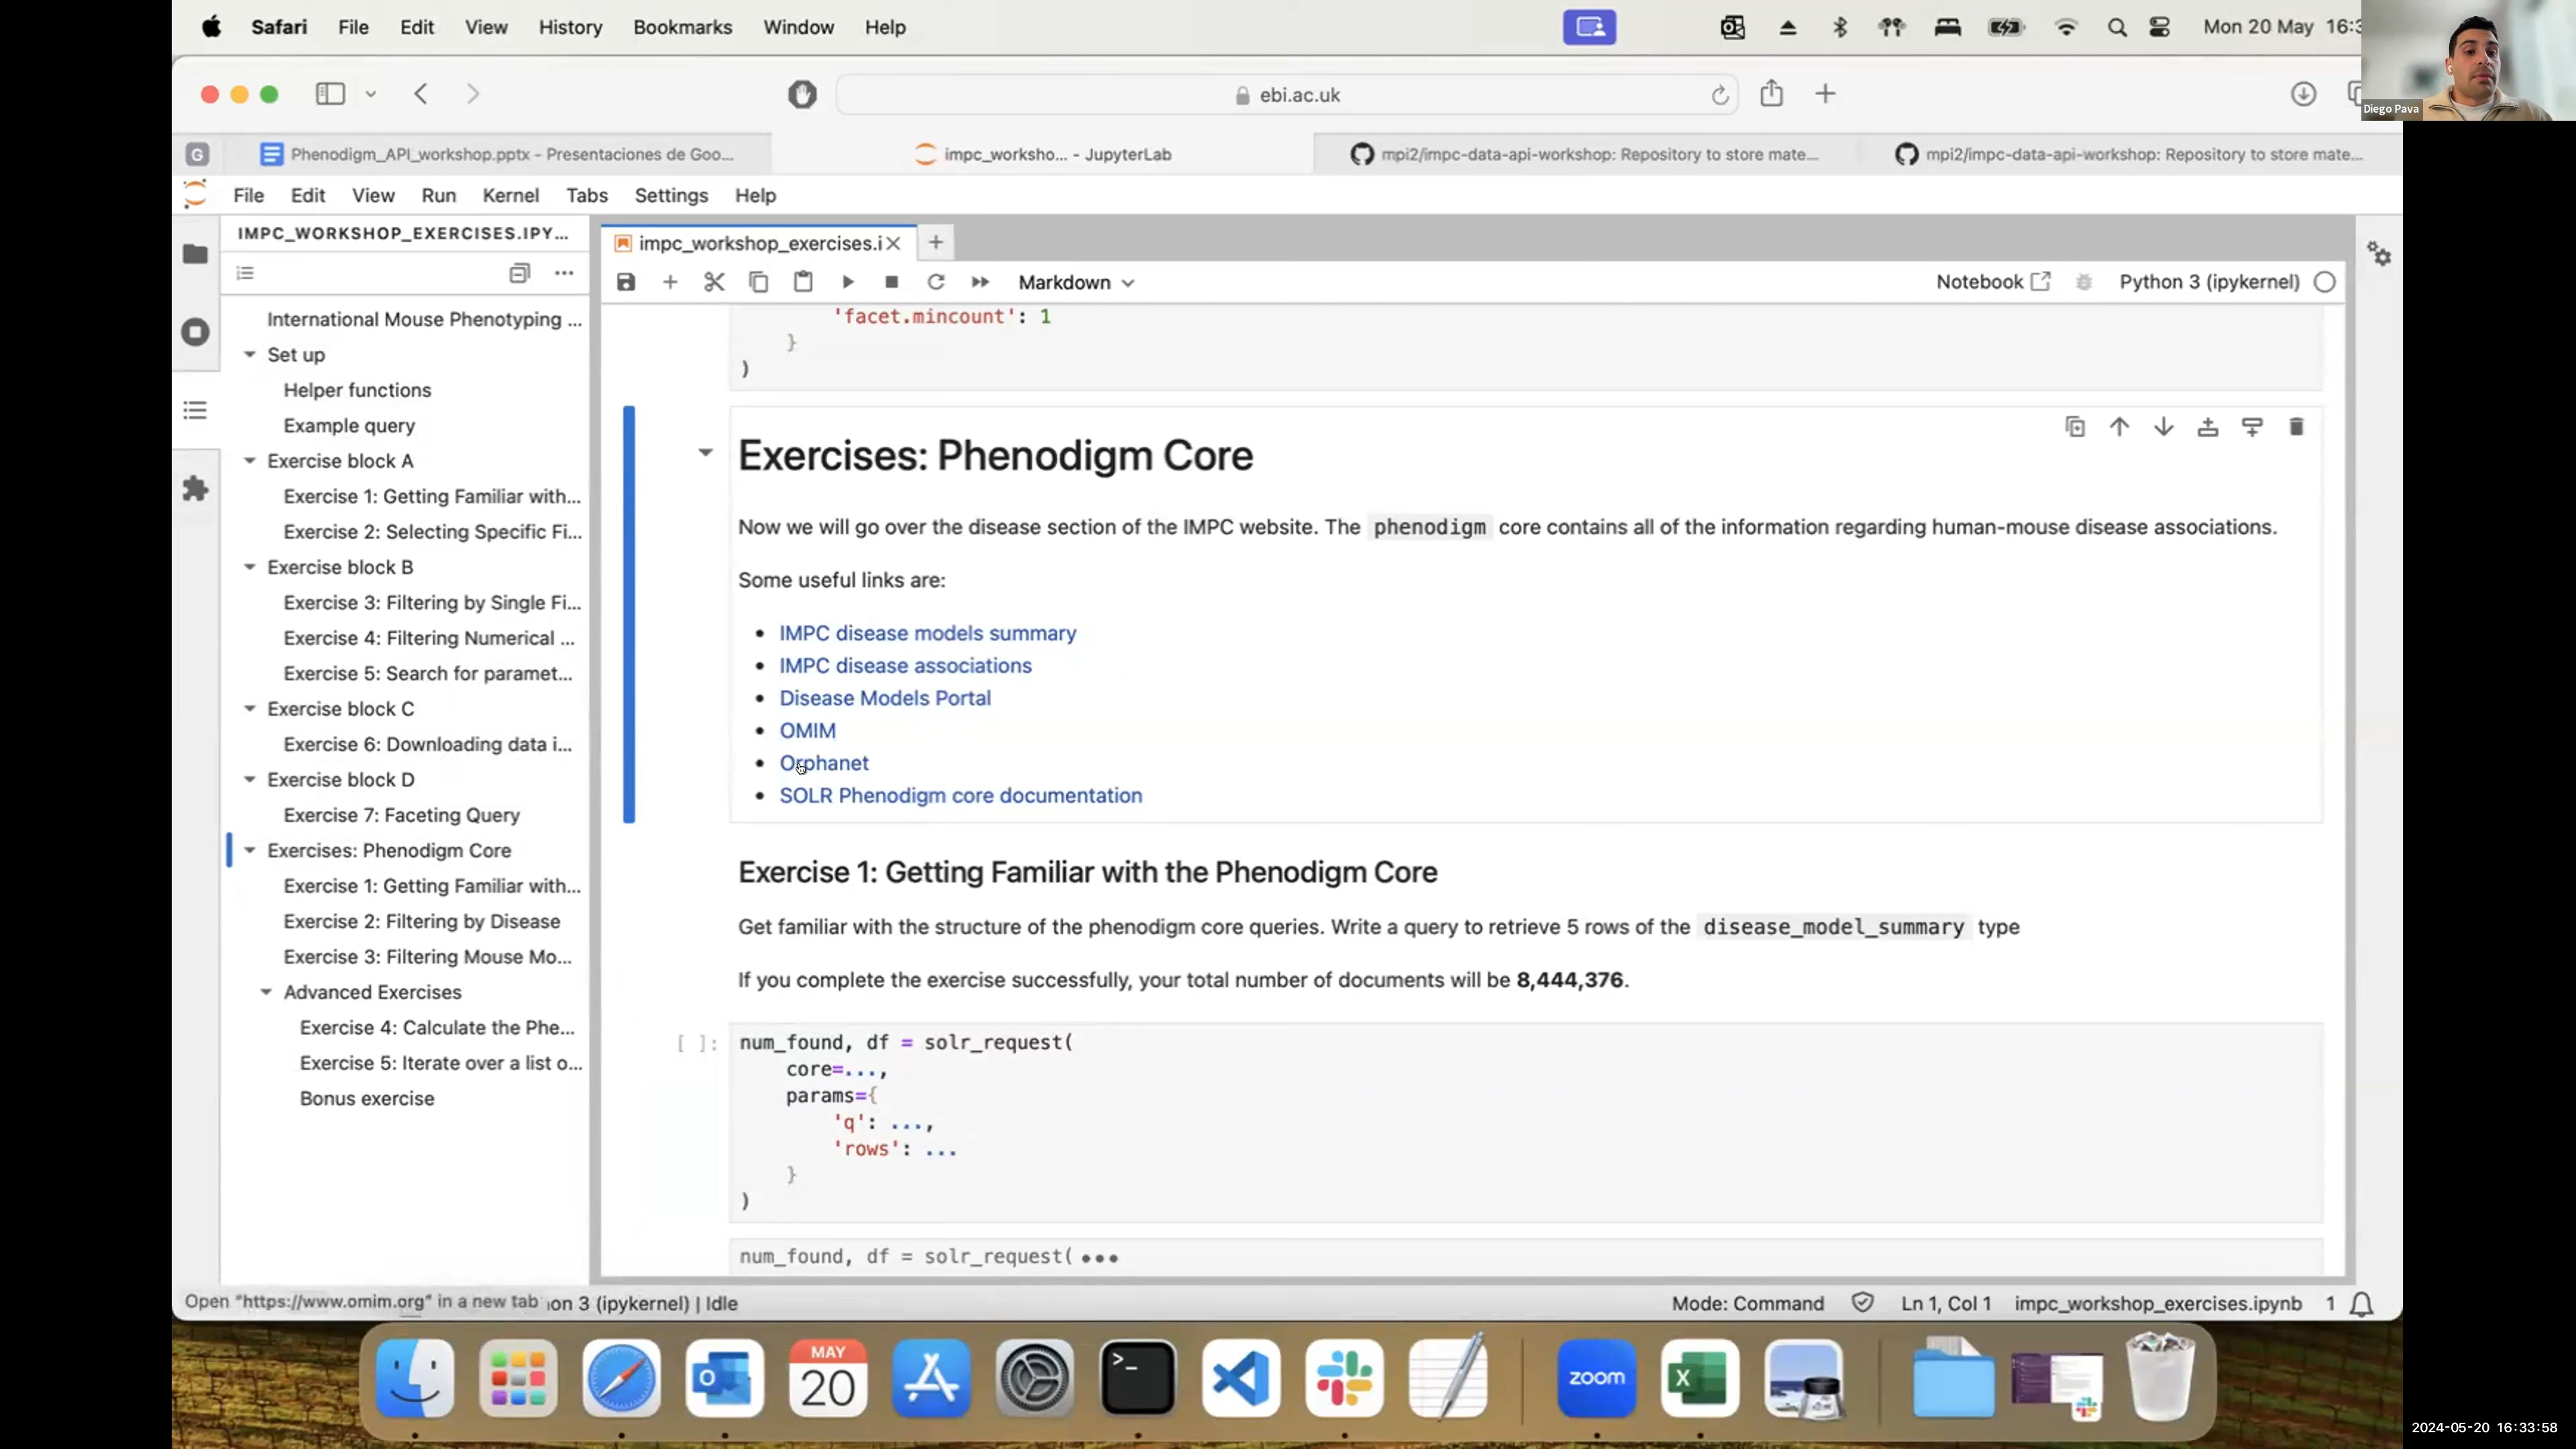 Safari File Edit View History Bookmarks Window Help
Mon 20 May 16:3
ebi.ac.uk
Diego Pava
G
Phenodigm_API_workshop.pptx - Presentaciones de Goo...
impc_worksho... - JupyterLab
mpi2/impc-data-api-workshop: Repository to store mate...
mpi2/impc-data-api-workshop: Repository to store mate...
File Edit View Run Kernel Tabs Settings Help
IMPC_WORKSHOP_EXERCISES.IPY...
International Mouse Phenotyping ...
Set up
Helper functions
Example query
Exercise block A
Exercise 1: Getting Familiar with...
Exercise 2: Selecting Specific Fi...
Exercise block B
Exercise 3: Filtering by Single Fi...
Exercise 4: Filtering Numerical ...
Exercise 5: Search for paramet...
Exercise block C
Exercise 6: Downloading data i...
Exercise block D
Exercise 7: Faceting Query
Exercises: Phenodigm Core
Exercise 1: Getting Familiar with...
Exercise 2: Filtering by Disease
Exercise 3: Filtering Mouse Mo...
Advanced Exercises
Exercise 4: Calculate the Phe...
Exercise 5: Iterate over a list o...
Bonus exercise
impc_workshop_exercises.i
Markdown
Notebook
Python 3 (ipykernel)
'facet.mincount': 1
}
)
Exercises: Phenodigm Core
Now we will go over the disease section of the IMPC website. The phenodigm core contains all of the information regarding human-mouse disease associations.
Some useful links are:
• IMPC disease models summary
• IMPC disease associations
• Disease Models Portal
• OMIM
• Orphanet
• SOLR Phenodigm core documentation
Exercise 1: Getting Familiar with the Phenodigm Core
Get familiar with the structure of the phenodigm core queries. Write a query to retrieve 5 rows of the disease_model_summary type
If you complete the exercise successfully, your total number of documents will be 8,444,376.
[ ]:
num_found, df = solr_request(
core=...,
params={
'q': ...,
'rows': ...
}
)
num_found, df = solr_request( •••
Open "https://www.omim.org" in a new tab
on 3 (ipykernel) | Idle
Mode: Command
Ln 1, Col 1
impc_workshop_exercises.ipynb
1
MAY
20
zoom
2024-05-20 16:33:58